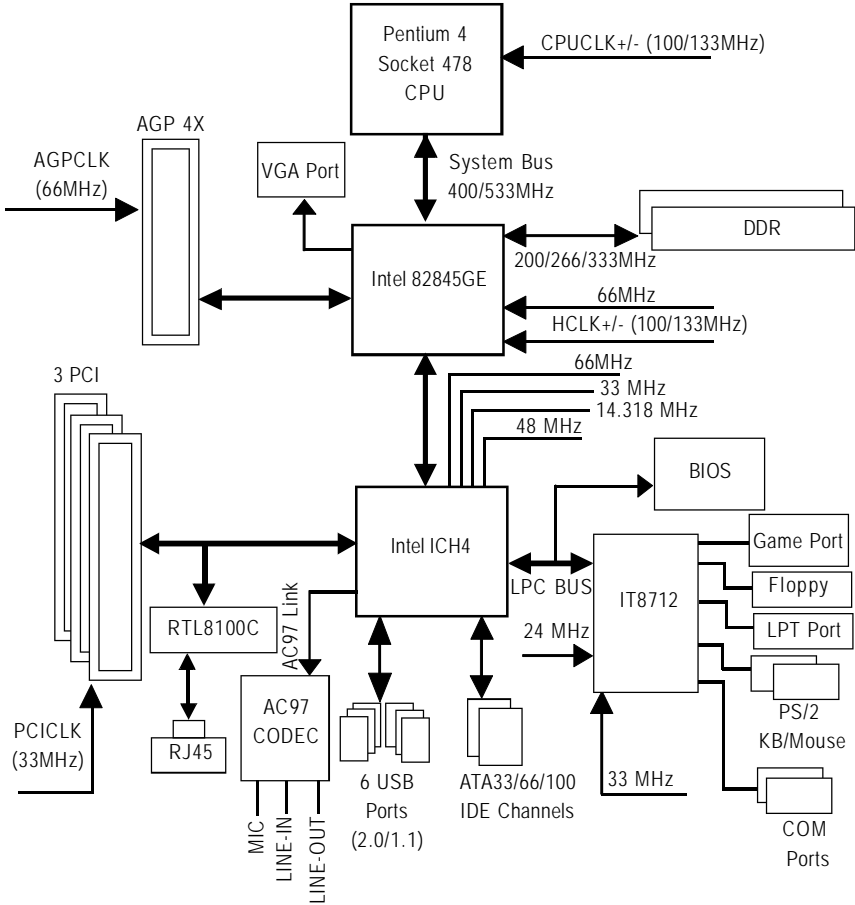 Pentium 4
Socket 478
CPU
CPUCLK+/- (100/133MHz)
AGP 4X
AGPCLK
(66MHz)
VGA Port
System Bus
400/533MHz
DDR
200/266/333MHz
Intel 82845GE
66MHz
HCLK+/- (100/133MHz)
3 PCI
66MHz
33 MHz
14.318 MHz
48 MHz
BIOS
Intel ICH4
Game Port
LPC BUS
IT8712
Floppy
RTL8100C
AC97 Link
24 MHz
LPT Port
PCICLK
(33MHz)
RJ45
AC97
CODEC
PS/2
KB/Mouse
6 USB
Ports
(2.0/1.1)
ATA33/66/100
IDE Channels
33 MHz
MIC
LINE-IN
LINE-OUT
COM
Ports